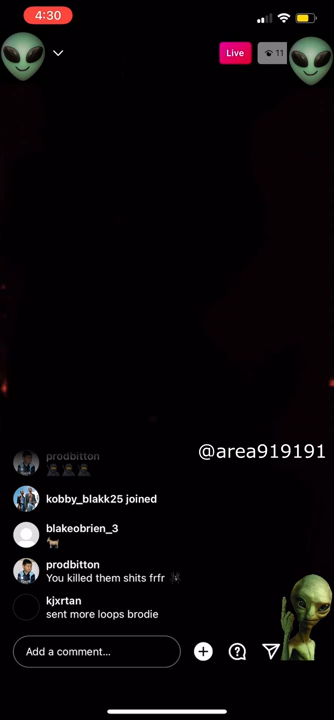 4:30
Live
11
@area919191
prodbitton
kobby_blakk25 joined
blakeobrien_3
prodbitton
You killed them shits frfr
kjxrtan
sent more loops brodie
Add a comment…